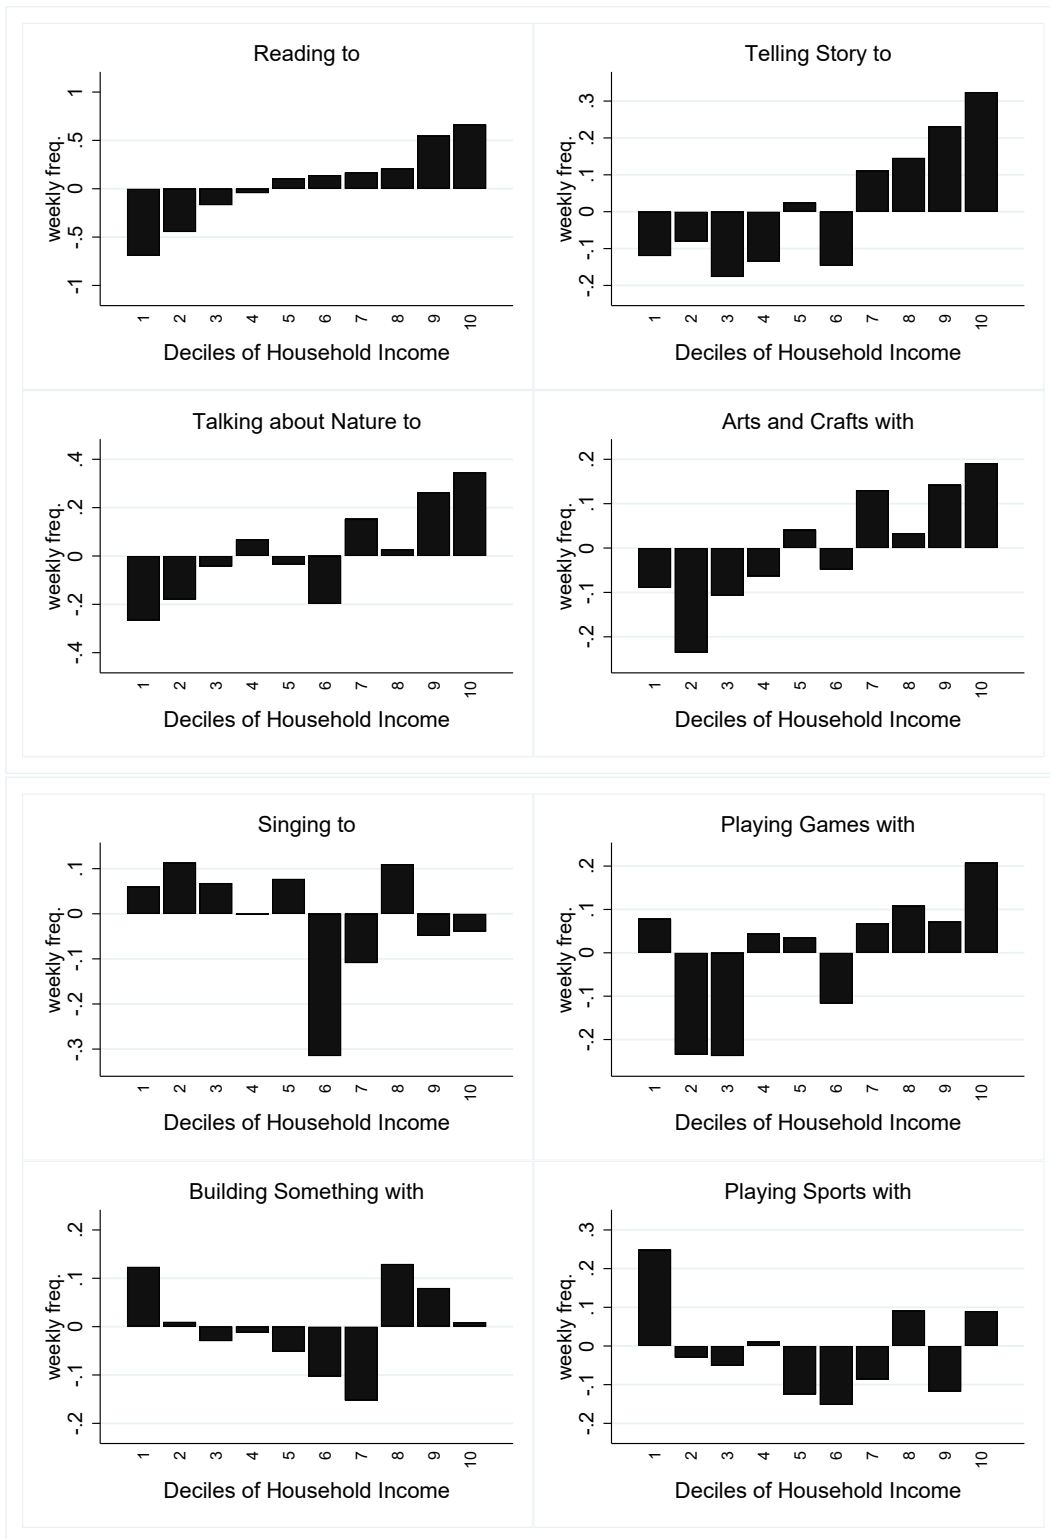 Reading to
weekly freq.
1
.5
0
-.5
-1
1 2 3 4 5 6 7 8 9 10
Deciles of Household Income
Telling Story to
weekly freq.
.3
.2
.1
0
-.1
-.2
1 2 3 4 5 6 7 8 9 10
Deciles of Household Income
Talking about Nature to
weekly freq.
.4
.2
0
-.2
-.4
1 2 3 4 5 6 7 8 9 10
Deciles of Household Income
Arts and Crafts with
weekly freq.
.2
.1
0
-.1
-.2
1 2 3 4 5 6 7 8 9 10
Deciles of Household Income
Singing to
weekly freq.
.1
0
-.1
-.2
-.3
1 2 3 4 5 6 7 8 9 10
Deciles of Household Income
Playing Games with
weekly freq.
.2
.1
0
-.1
-.2
1 2 3 4 5 6 7 8 9 10
Deciles of Household Income
Building Something with
weekly freq.
.2
.1
0
-.1
-.2
1 2 3 4 5 6 7 8 9 10
Deciles of Household Income
Playing Sports with
weekly freq.
.3
.2
.1
0
-.1
-.2
1 2 3 4 5 6 7 8 9 10
Deciles of Household Income